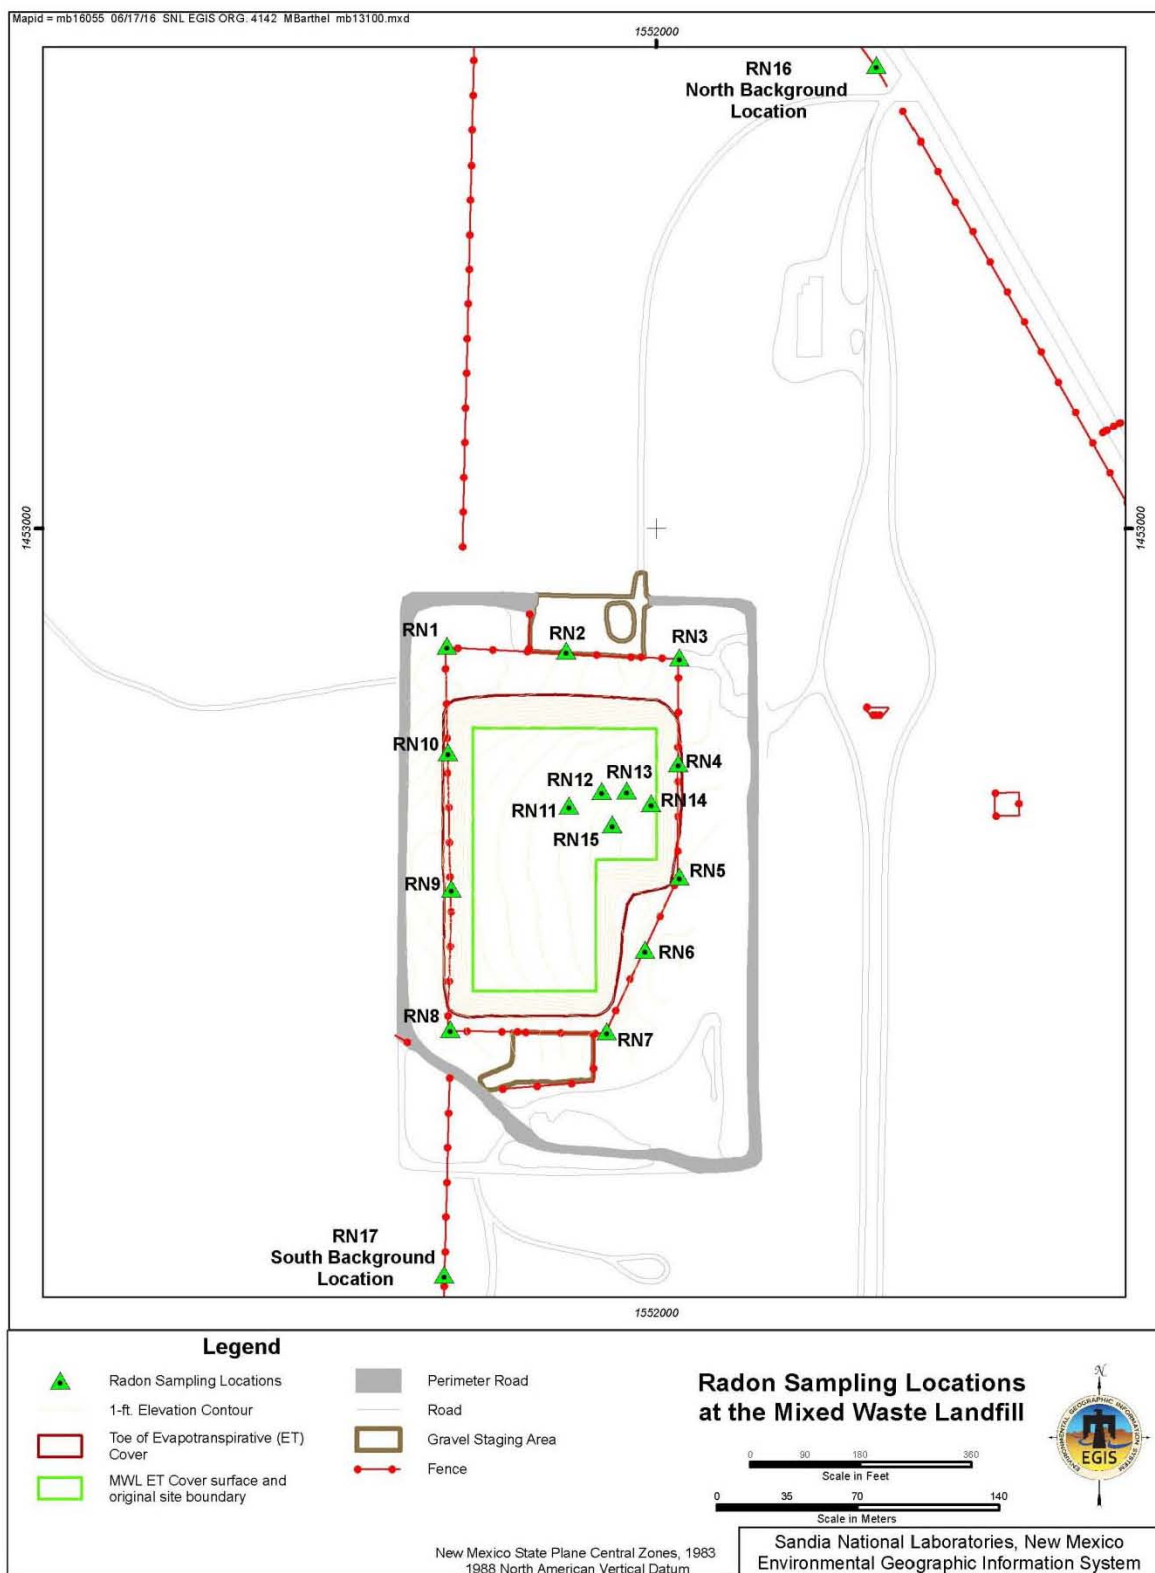 Mapid = mb16055 06/17/16 SNL EGIS ORG. 4142 MBarthel mb13100.mxd
1552000
RN16
North Background
Location
1453000
1453000
RN1
RN2
RN3
RN10
RN4
RN12
RN13
RN11
RN14
RN15
RN9
RN5
RN6
RN8
RN7
RN17
South Background
Location
1552000
Legend
Radon Sampling Locations
1-ft. Elevation Contour
Toe of Evapotranspirative (ET)
Cover
MWL ET Cover surface and
original site boundary
Perimeter Road
Road
Gravel Staging Area
Fence
Radon Sampling Locations
at the Mixed Waste Landfill
0 90 180 360
Scale in Feet
0 35 70 140
Scale in Meters
N
ENVIRONMENTAL GEOGRAPHIC INFORMATION SYSTEM
EGIS
New Mexico State Plane Central Zones, 1983
1988 North American Vertical Datum
Sandia National Laboratories, New Mexico
Environmental Geographic Information System